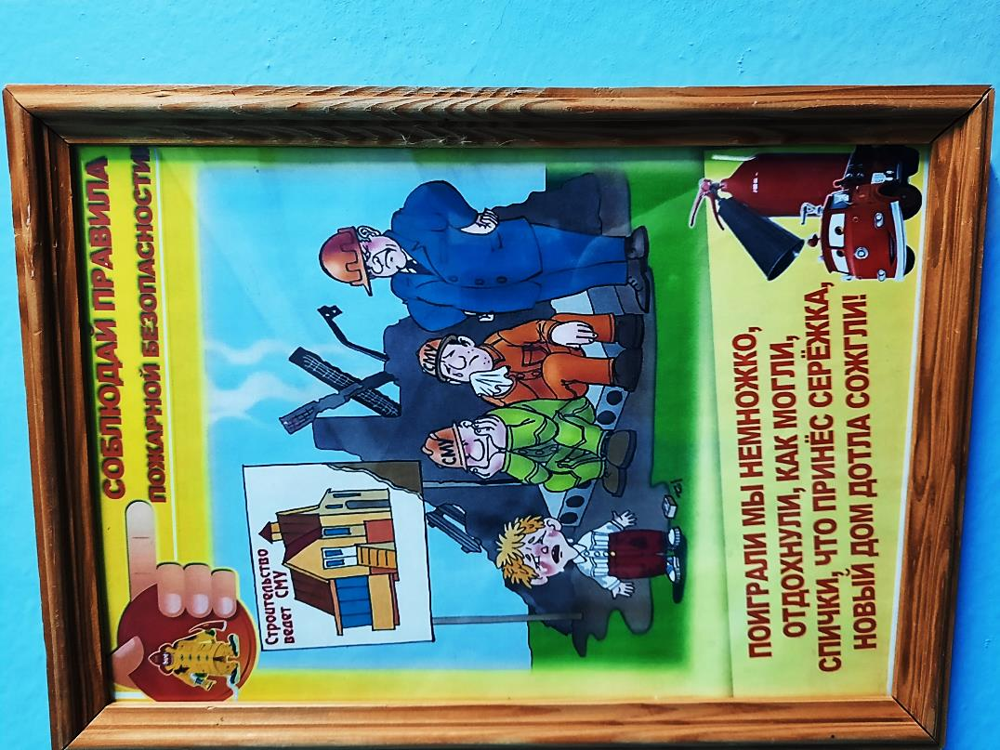 СОБЛЮДАЙ ПРАВИЛА
ПОЖАРНОЙ БЕЗОПАСНОСТИ
Строительство
ведет СМУ
СМУ
СМУ
ПОИГРАЛИ МЫ НЕМНОЖКО,
ОТДОХНУЛИ, КАК МОГЛИ,
СПИЧКИ, ЧТО ПРИНЁС СЕРЁЖКА,
НОВЫЙ ДОМ ДОТЛА СОЖГЛИ!